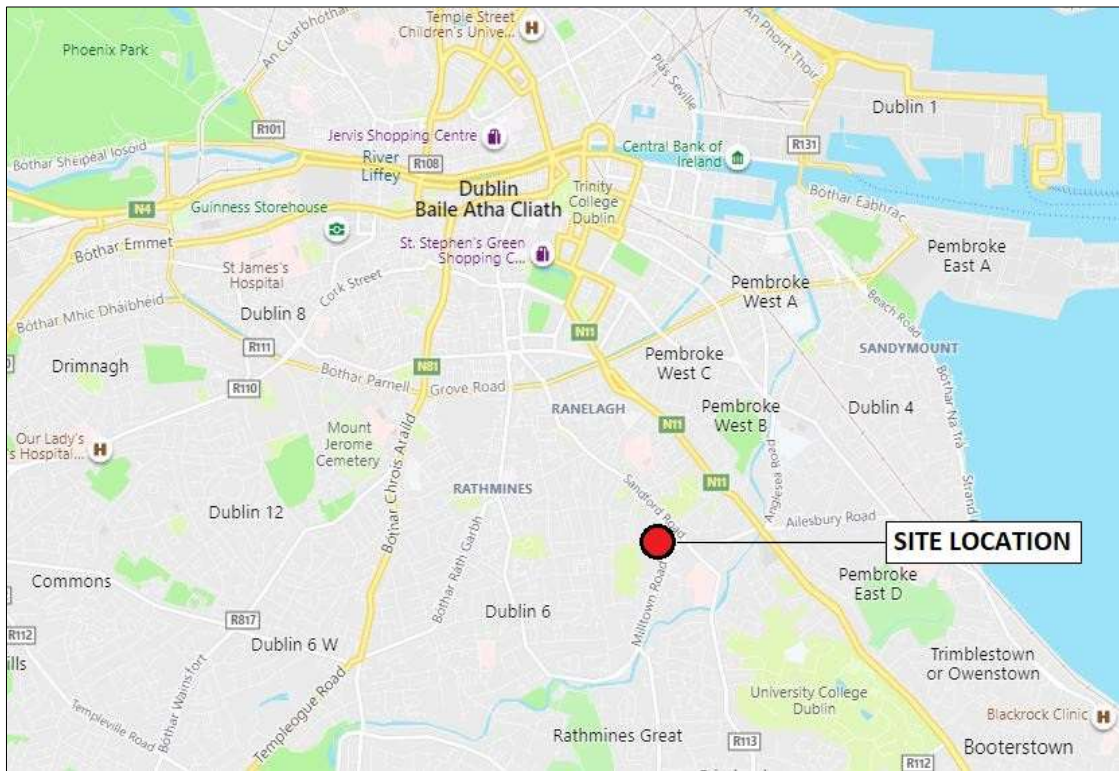 Temple Street
Children's Unive...
Phoenix Park
An Cuarbhóthar
An Phoirt Thoir
Plás Seville
Dublin 1
R101
Jervis Shopping Centre
Central Bank of
Ireland
R131
Bóthar Sheipéal Iosoid
River
Liffey
R108
Dublin
Baile Atha Cliath
Trinity
College
Dublin
Bóthar Eabhrac
N4
Guinness Storehouse
Bóthar Emmet
St. Stephen's Green
Shopping C...
Pembroke
East A
St James's
Hospital
Cork Street
Pembroke
West A
Beach Road
Bóthar Mhic Dháibhéid
Dublin 8
N11
R111
SANDYMOUNT
Drimnagh
Bóthar Parnell
N81
Grove Road
Pembroke
West C
Bóthar Na Trá
R110
RANELAGH
Pembroke
West B
Dublin 4
N11
Mount
Jerome
Cemetery
Our Lady's
s Hospital...
Bóthar Chrois Araild
RATHMINES
N11
Anglesea Road
Strand
Sandford Road
Dublin 12
Ailesbury Road
Bóthar Ráth Garbh
SITE LOCATION
Commons
Pembroke
East D
Milltown Road
Dublin 6
R817
R112
Dublin 6 W
ills
Trimblestown
or Owenstown
Bóthar Wainsfort
Templeville Road
Templeogue Road
University College
Dublin
Blackrock Clinic
Rathmines Great
R113
Booterstown
R112